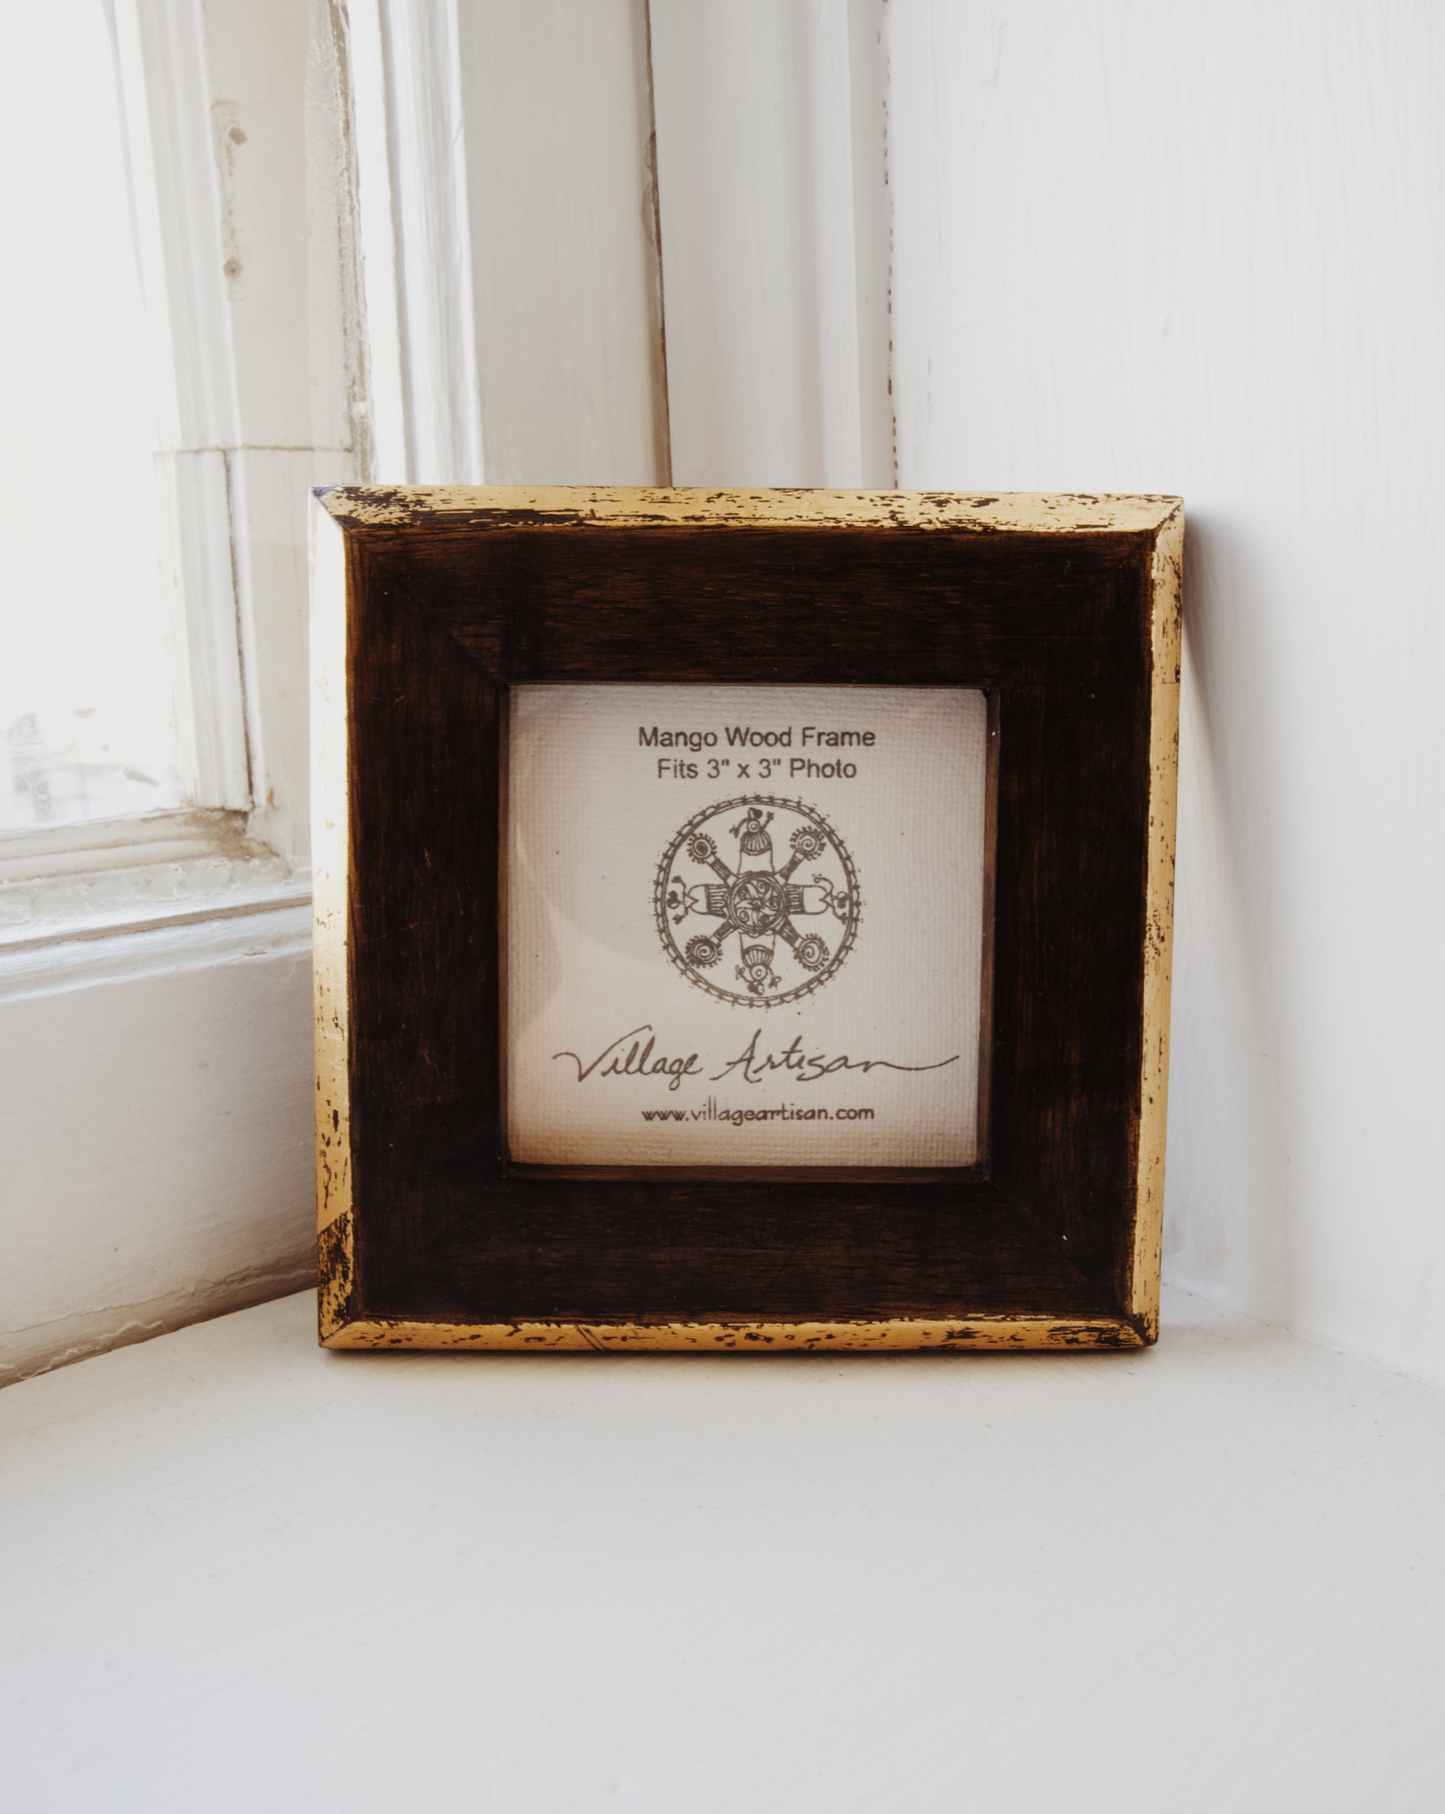 Mango Wood Frame
Fits 3" x 3" Photo
Village Artisan
www.villageartisan.com